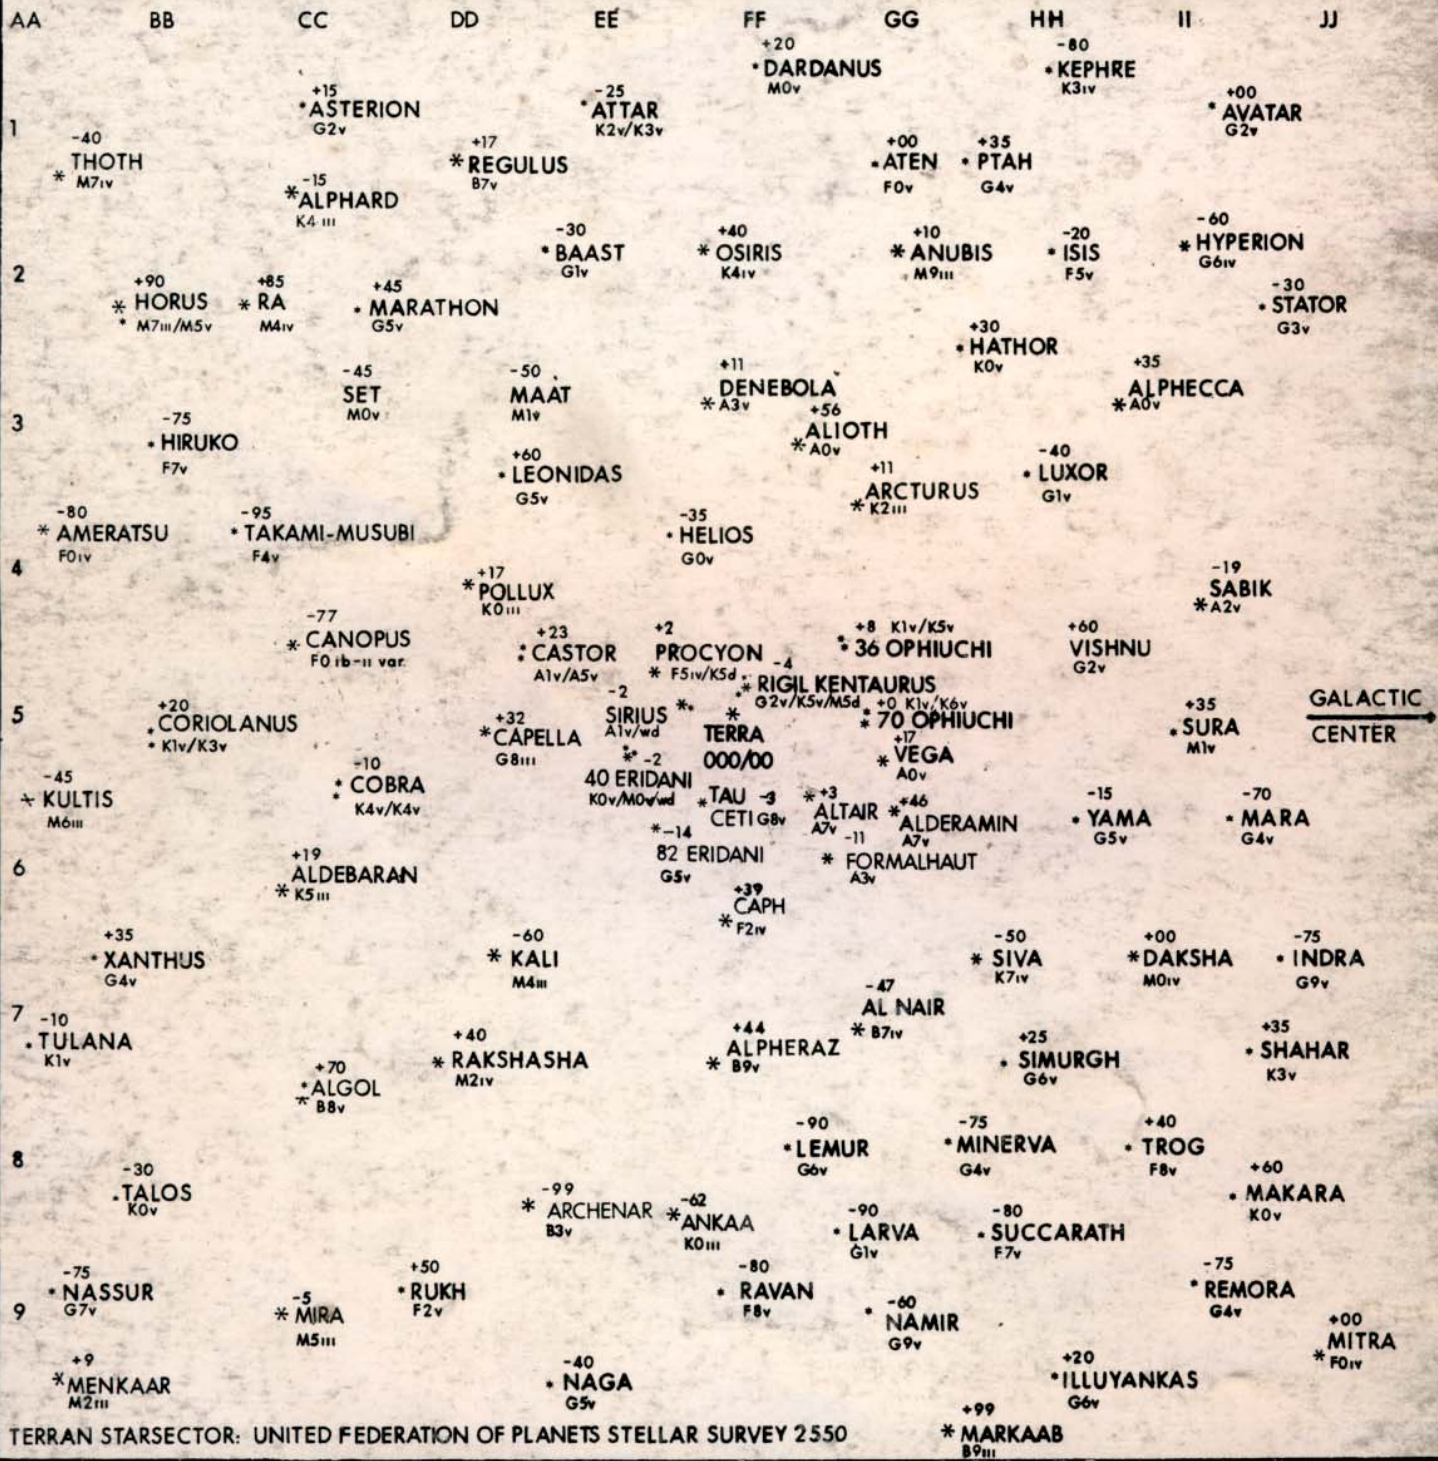 AA BB CC DD EE FF GG HH II JJ
+20
DARDANUS
M0v
-80
KEPHRE
K3iv
+15
ASTERION
G2v
-25
ATTAR
K2v/K3v
+00
AVATAR
G2v
1
-40
THOTH
M7iv
+17
REGULUS
B7v
+00
ATEN
F0v
+35
PTAH
G4v
-15
ALPHARD
K4 iii
-30
BAAST
G1v
+40
OSIRIS
K4iv
+10
ANUBIS
M9iii
-20
ISIS
F5v
-60
HYPERION
G6iv
2
+90
HORUS
M7iii/M5v
+85
RA
M4iv
+45
MARATHON
G5v
-30
STATOR
G3v
+30
HATHOR
K0v
-45
SET
M0v
-50
MAAT
M1v
+11
DENEBOLA
A3v
+35
ALPHECCA
A0v
3
-75
HIRUKO
F7v
+56
ALIOTH
A0v
+60
LEONIDAS
G5v
+11
ARCTURUS
K2iii
-40
LUXOR
G1v
-80
AMERATSU
F0iv
-95
TAKAMI-MUSUBI
F4v
-35
HELIOS
G0v
4
+17
POLLUX
K0iii
-19
SABIK
A2v
-77
CANOPUS
F0 ib-ii var.
+23
CASTOR
A1v/A5v
+2
PROCYON
F5iv/K5d
+8 K1v/K5v
36 OPHIUCHI
+60
VISHNU
G2v
-4
RIGIL KENTAURUS
G2v/K5v/M5d
5
+20
CORIOLANUS
K1v/K3v
+32
CAPELLA
G8iii
-2
SIRIUS
A1v/wd
TERRA
000/00
+0 K1v/K6v
70 OPHIUCHI
+35
SURA
M1v
GALACTIC
CENTER
+17
VEGA
A0v
-45
KULTIS
M6iii
-10
COBRA
K4v/K4v
-2
40 ERIDANI
K0v/M0v/wd
TAU -3
CETI G8v
+3
ALTAIR
A7v
+46
ALDERAMIN
A7v
-15
YAMA
G5v
-70
MARA
G4v
6
+19
ALDEBARAN
K5iii
-14
82 ERIDANI
G5v
-11
FORMALHAUT
A3v
+39
CAPH
F2iv
+35
XANTHUS
G4v
-60
KALI
M4iii
-50
SIVA
K7iv
+00
DAKSHA
M0iv
-75
INDRA
G9v
7
-10
TULANA
K1v
-47
AL NAIR
B7iv
+40
RAKSHASHA
M2iv
+44
ALPHERAZ
B9v
+25
SIMURGH
G6v
+35
SHAHAR
K3v
+70
ALGOL
B8v
8
-90
LEMUR
G6v
-75
MINERVA
G4v
+40
TROG
F8v
-30
TALOS
K0v
-99
ARCHENAR
B3v
-62
ANKAA
K0iii
-90
LARVA
G1v
-80
SUCCARATH
F7v
+60
MAKARA
K0v
9
-75
NASSUR
G7v
-5
MIRA
M5iii
+50
RUKH
F2v
-80
RAVAN
F8v
-60
NAMIR
G9v
-75
REMORA
G4v
+00
MITRA
F0iv
+9
MENKAAR
M2iii
-40
NAGA
G5v
+20
ILLUYANKAS
G6v
+99
MARKAAB
B9iii
TERRAN STARSECTOR: UNITED FEDERATION OF PLANETS STELLAR SURVEY 2550